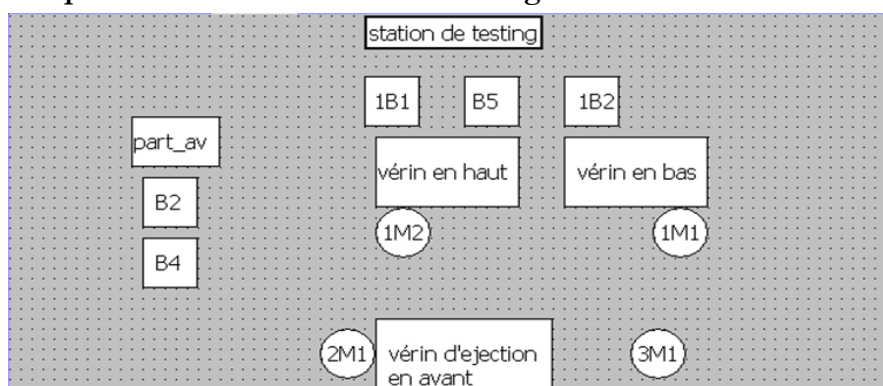 station de testing
1B1
B5
1B2
part_av
vérin en haut
vérin en bas
B2
1M2
1M1
B4
2M1
vérin d'ejection
en avant
3M1